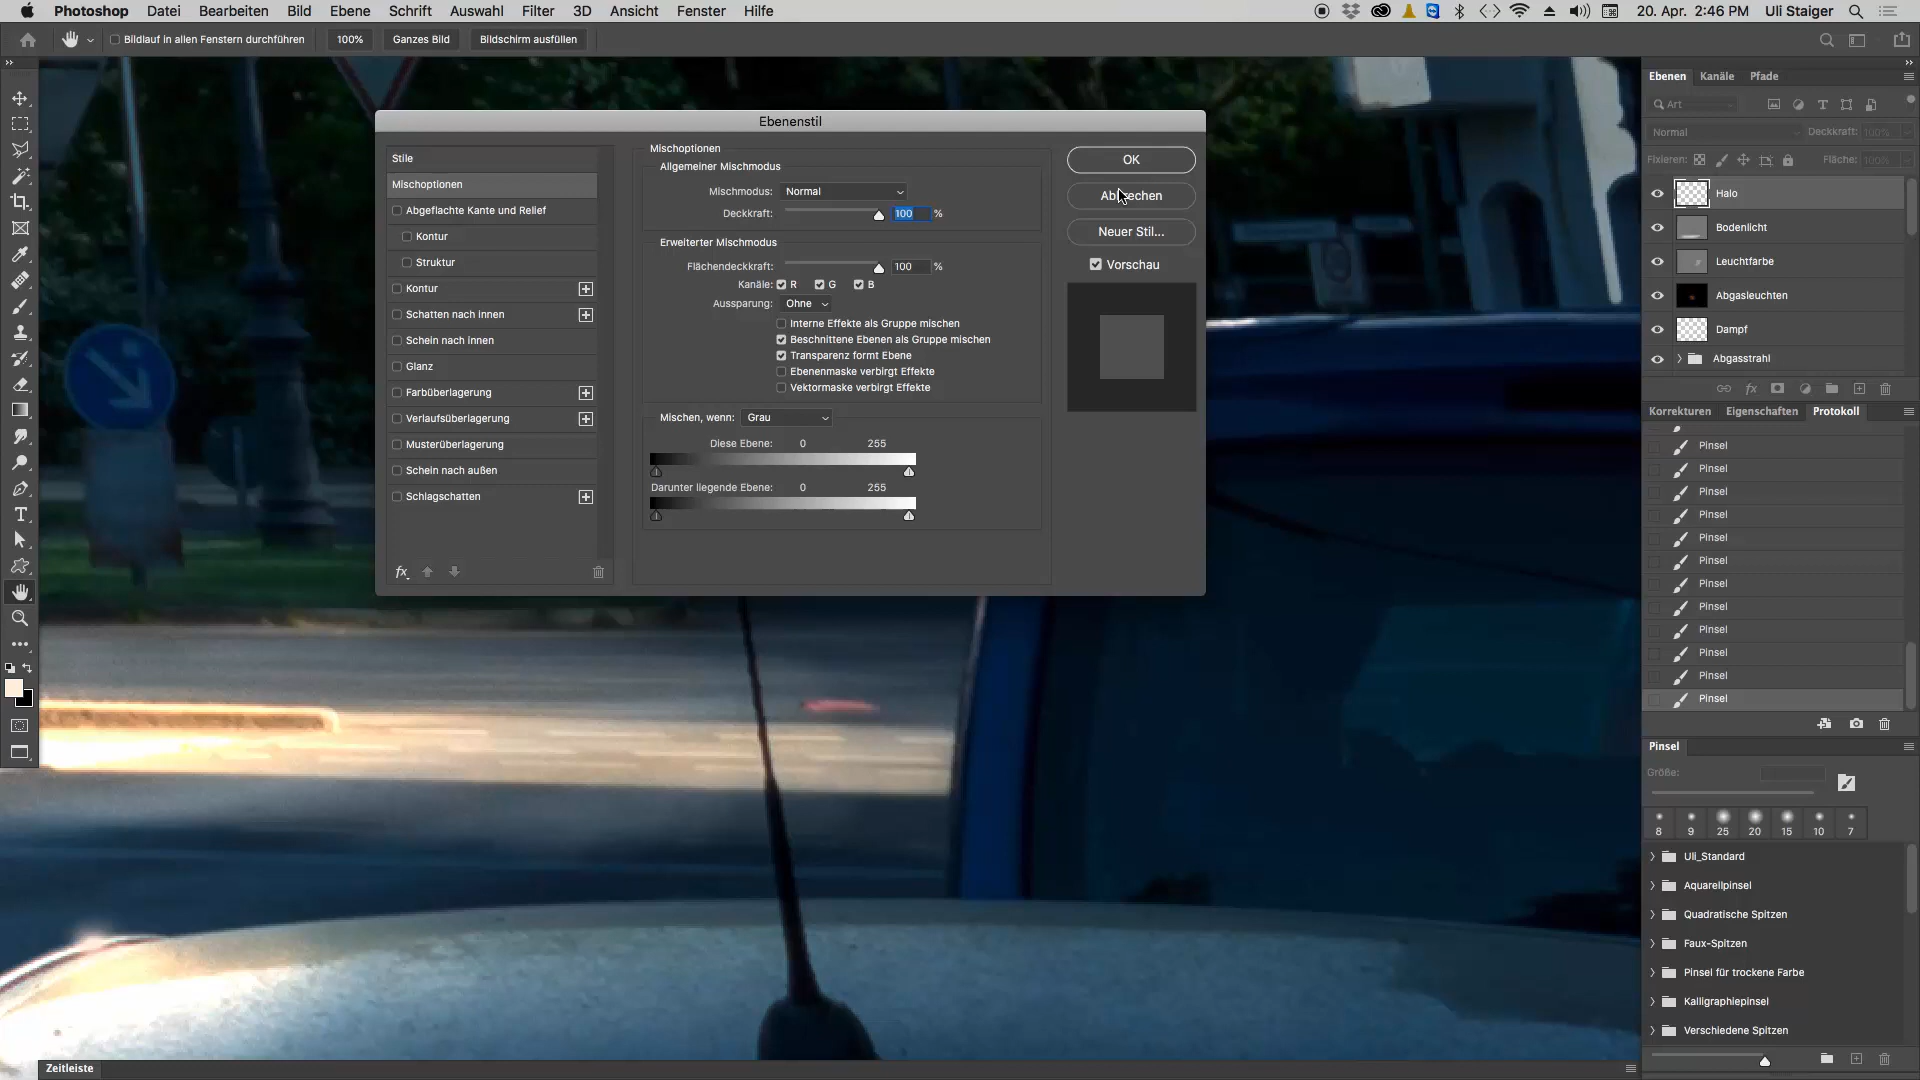 Photoshop Datei Bearbeiten Bild Ebene Schrift Auswahl Filter 3D Ansicht Fenster Hilfe 20. Apr. 2:46 PM Uli Staiger
Bildlauf in allen Fenstern durchführen 100% Ganzes Bild Bildschirm ausfüllen
Ebenenstil
Stile
Mischoptionen
Abgeflachte Kante und Relief
Kontur
Struktur
Kontur
Schatten nach innen
Schein nach innen
Glanz
Farbüberlagerung
Verlaufsüberlagerung
Musterüberlagerung
Schein nach außen
Schlagschatten
fx
Mischoptionen
Allgemeiner Mischmodus
Mischmodus: Normal
Deckkraft: 100 %
Erweiterter Mischmodus
Flächendeckkraft: 100 %
Kanäle: R G B
Aussparung: Ohne
Interne Effekte als Gruppe mischen
Beschnittene Ebenen als Gruppe mischen
Transparenz formt Ebene
Ebenenmaske verbirgt Effekte
Vektormaske verbirgt Effekte
Mischen, wenn: Grau
Diese Ebene: 0 255
Darunter liegende Ebene: 0 255
OK
Abbrechen
Neuer Stil...
Vorschau
Ebenen Kanäle Pfade
Art
Normal Deckkraft: 100%
Fixieren: Fläche: 100%
Halo
Bodenlicht
Leuchtfarbe
Abgasleuchten
Dampf
Abgasstrahl
fx
Korrekturen Eigenschaften Protokoll
Pinsel
Pinsel
Pinsel
Pinsel
Pinsel
Pinsel
Pinsel
Pinsel
Pinsel
Pinsel
Pinsel
Pinsel
Pinsel
Größe:
8 9 25 20 15 10 7
Uli_Standard
Aquarellpinsel
Quadratische Spitzen
Faux-Spitzen
Pinsel für trockene Farbe
Kalligraphiepinsel
Verschiedene Spitzen
Zeitleiste